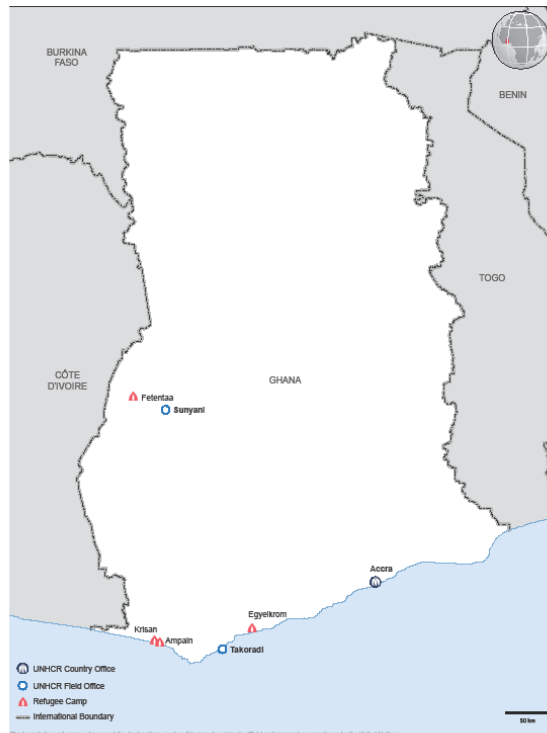 BURKINA
FASO
BENIN
TOGO
CÔTE
D'IVOIRE
GHANA
Fetentaa
Sunyani
Accra
Egyeikrom
Krisan
Ampain
Takoradi
UNHCR Country Office
UNHCR Field Office
Refugee Camp
International Boundary
50 km